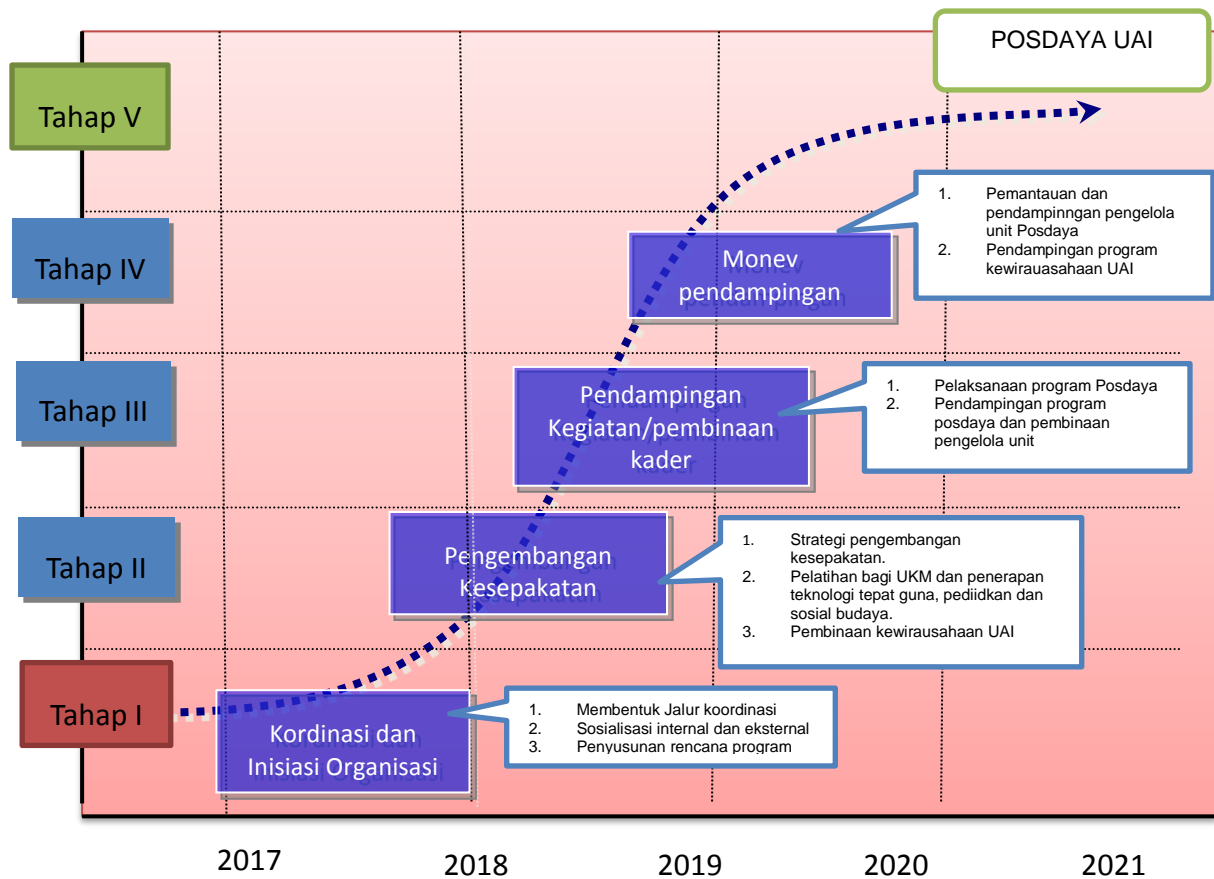 POSDAYA UAI
Tahap V
1. Pemantauan dan
pendampinngan pengelola
unit Posdaya
2. Pendampingan program
kewirauasahaan UAI
Tahap IV
Monev
pendampingan
Tahap III
Pendampingan
Kegiatan/pembinaan
kader
1. Pelaksanaan program Posdaya
2. Pendampingan program
posdaya dan pembinaan
pengelola unit
Tahap II
Pengembangan
Kesepakatan
1. Strategi pengembangan
kesepakatan.
2. Pelatihan bagi UKM dan penerapan
teknologi tepat guna, pediidkan dan
sosial budaya.
3. Pembinaan kewirausahaan UAI
Tahap I
Kordinasi dan
Inisiasi Organisasi
1. Membentuk Jalur koordinasi
2. Sosialisasi internal dan eksternal
3. Penyusunan rencana program
2017 2018 2019 2020 2021